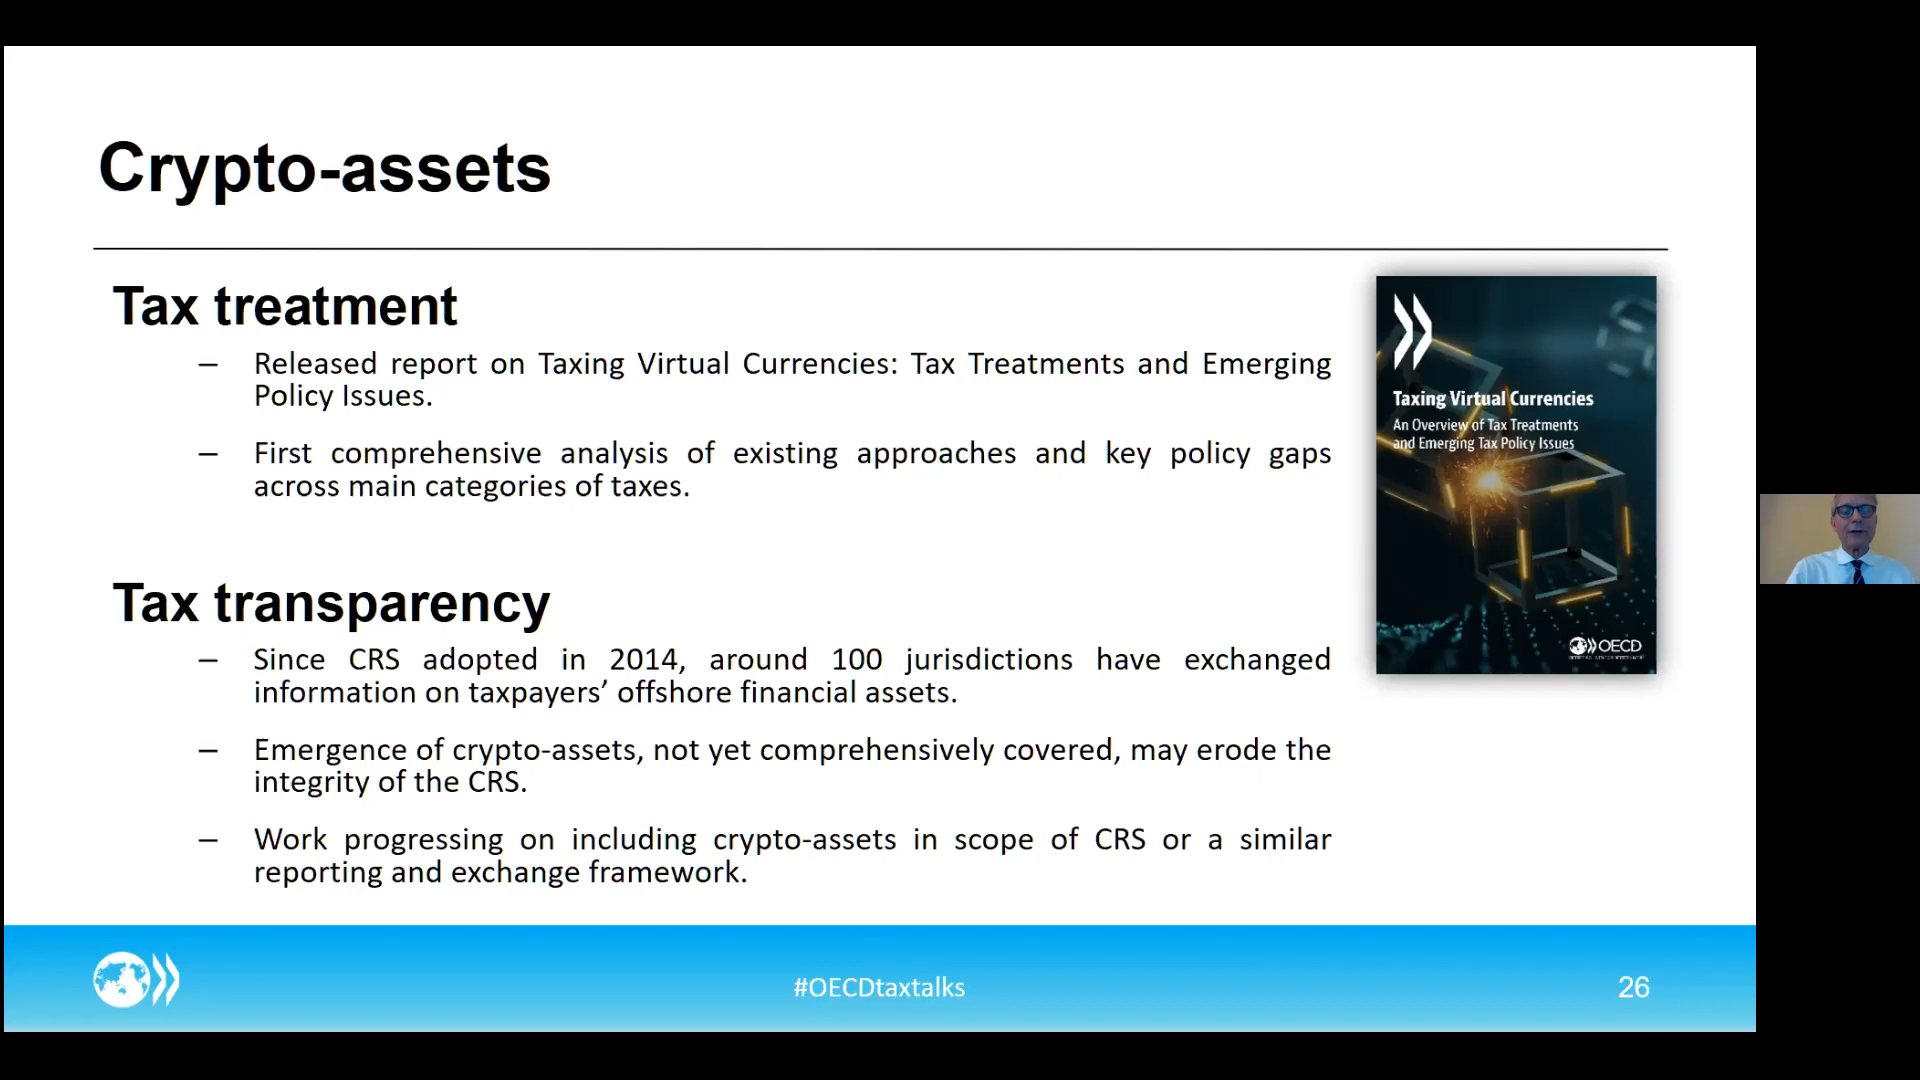 Crypto-assets
Tax treatment
– Released report on Taxing Virtual Currencies: Tax Treatments and Emerging
Policy Issues.
– First comprehensive analysis of existing approaches and key policy gaps
across main categories of taxes.
Tax transparency
– Since CRS adopted in 2014, around 100 jurisdictions have exchanged
information on taxpayers’ offshore financial assets.
– Emergence of crypto-assets, not yet comprehensively covered, may erode the
integrity of the CRS.
– Work progressing on including crypto-assets in scope of CRS or a similar
reporting and exchange framework.
Taxing Virtual Currencies
An Overview of Tax Treatments
and Emerging Tax Policy Issues
OECD
#OECDtaxtalks
26